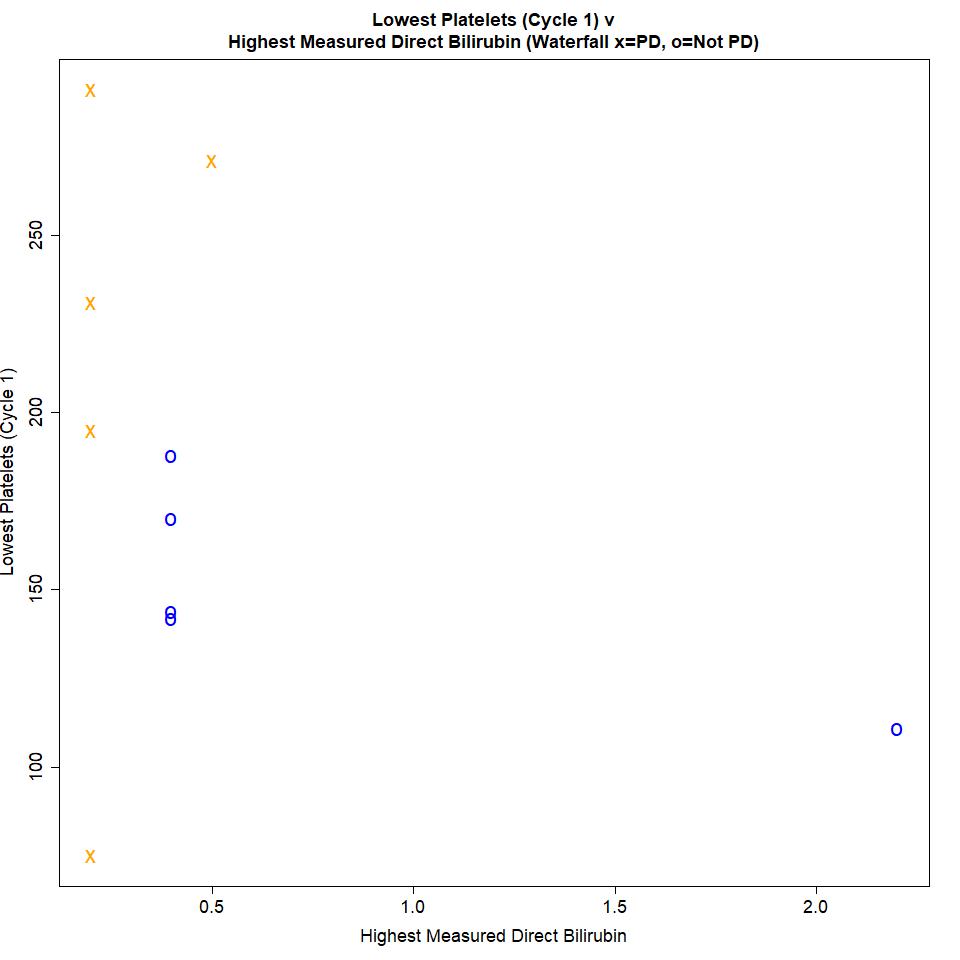 Lowest Platelets (Cycle 1) v
Highest Measured Direct Bilirubin (Waterfall x=PD, o=Not PD)
Lowest Platelets (Cycle 1)
250
200
150
100
x
x
x
x
o
o
o
o
o
x
0.5
1.0
1.5
2.0
Highest Measured Direct Bilirubin